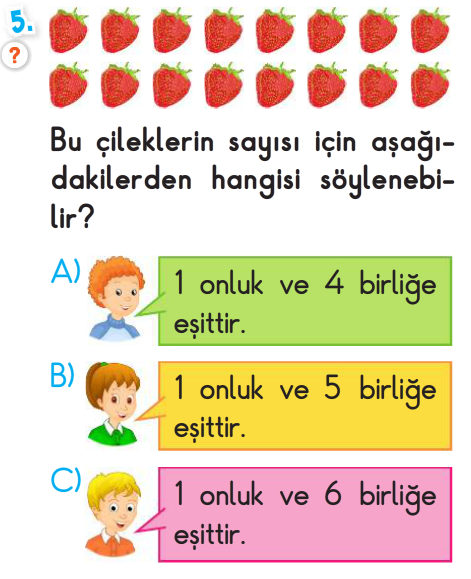 5.
?
Bu çileklerin sayısı için aşağı-
dakilerden hangisi söylenebi-
lir?
A)
1 onluk ve 4 birliğe
eşittir.
B)
1 onluk ve 5 birliğe
eşittir.
C)
1 onluk ve 6 birliğe
eşittir.